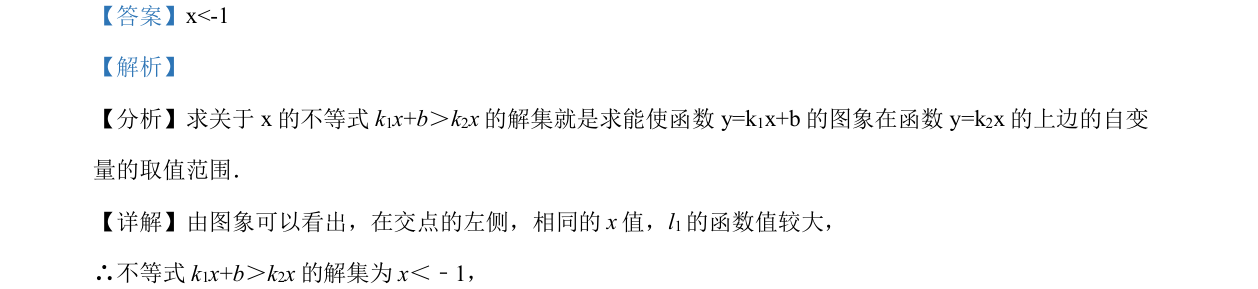 【答案】x<-1
【解析】
【分析】求关于 x 的不等式 k₁x+b＞k₂x 的解集就是求能使函数 y=k₁x+b 的图象在函数 y=k₂x 的上边的自变
量的取值范围．
【详解】由图象可以看出，在交点的左侧，相同的 x 值，l₁ 的函数值较大，
∴不等式 k₁x+b＞k₂x 的解集为 x＜﹣1，